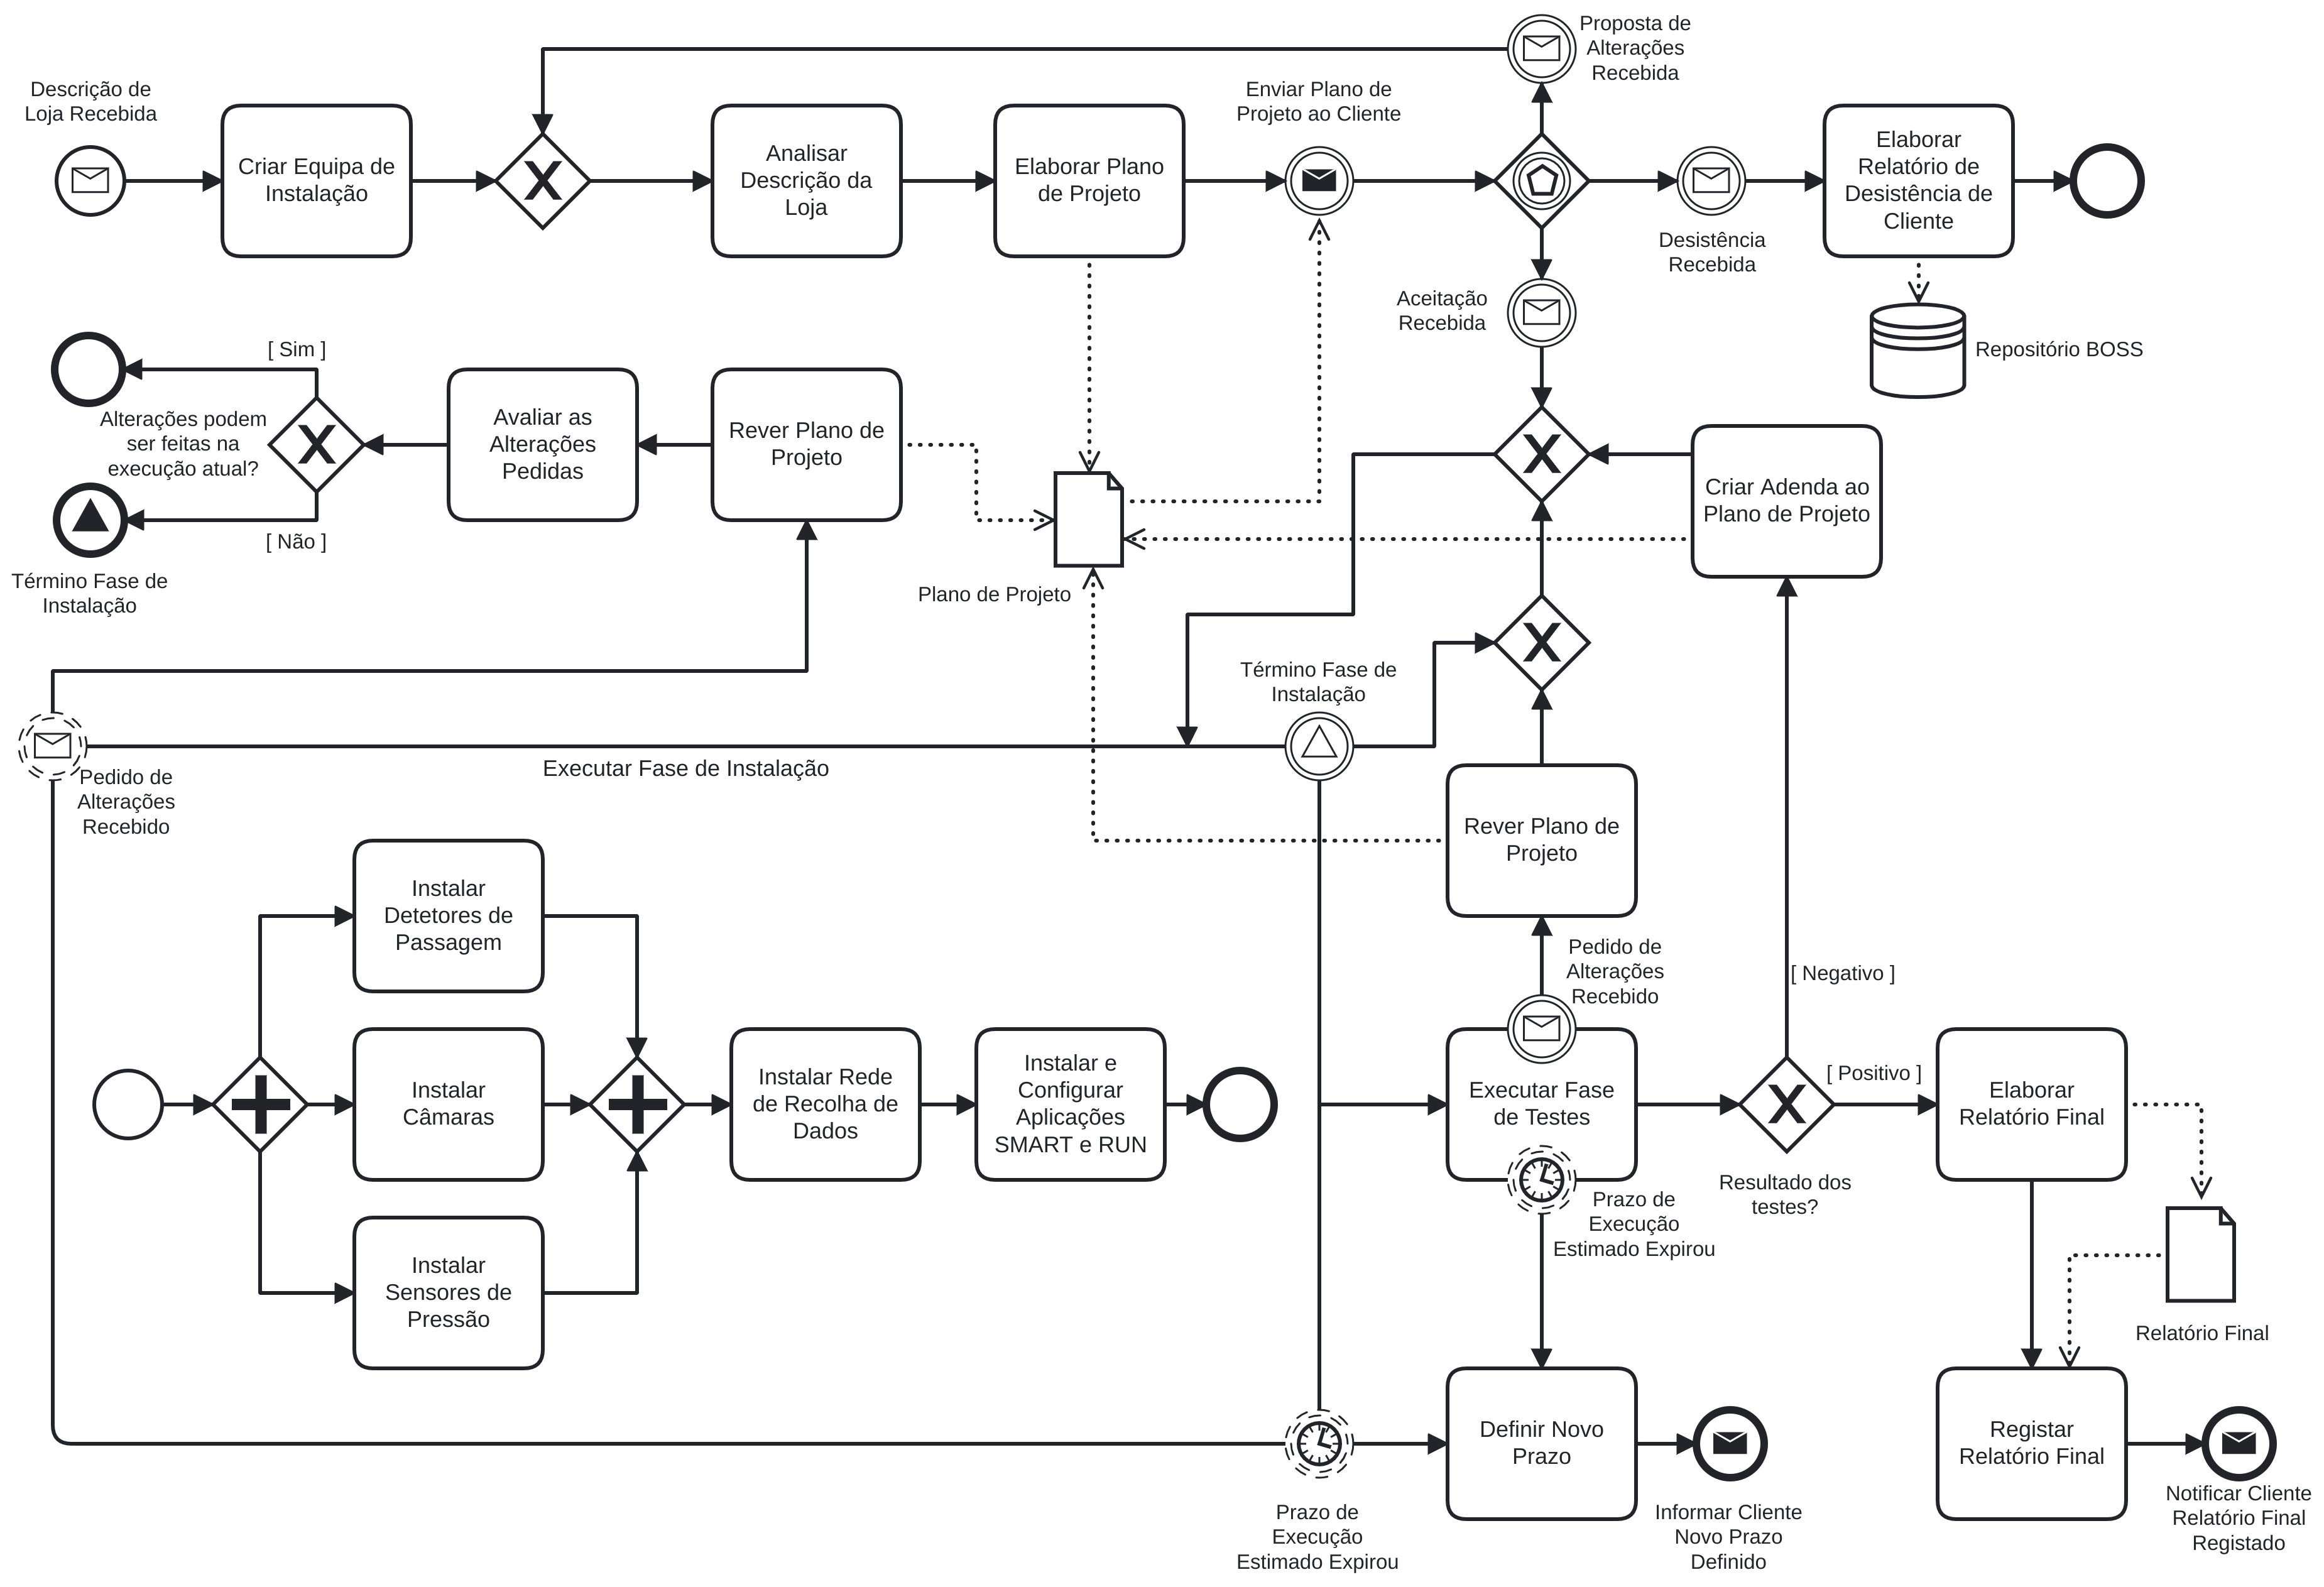 Proposta de
Alterações
Recebida
Descrição de
Loja Recebida
Enviar Plano de
Projeto ao Cliente
Criar Equipa de
Instalação
X
Analisar
Descrição da
Loja
Elaborar Plano
de Projeto
Elaborar
Relatório de
Desistência de
Cliente
Desistência
Recebida
Aceitação
Recebida
Repositório BOSS
[ Sim ]
Alterações podem
ser feitas na
execução atual?
X
[ Não ]
Término Fase de
Instalação
Avaliar as
Alterações
Pedidas
Rever Plano de
Projeto
Plano de Projeto
X
Criar Adenda ao
Plano de Projeto
X
Término Fase de
Instalação
Pedido de
Alterações
Recebido
Executar Fase de Instalação
Rever Plano de
Projeto
Instalar
Detetores de
Passagem
Instalar
Câmaras
Instalar
Sensores de
Pressão
Instalar Rede
de Recolha de
Dados
Instalar e
Configurar
Aplicações
SMART e RUN
Pedido de
Alterações
Recebido
Executar Fase
de Testes
Prazo de
Execução
Estimado Expirou
[ Negativo ]
X
[ Positivo ]
Resultado dos
testes?
Elaborar
Relatório Final
Relatório Final
Prazo de
Execução
Estimado Expirou
Definir Novo
Prazo
Informar Cliente
Novo Prazo
Definido
Registar
Relatório Final
Notificar Cliente
Relatório Final
Registado